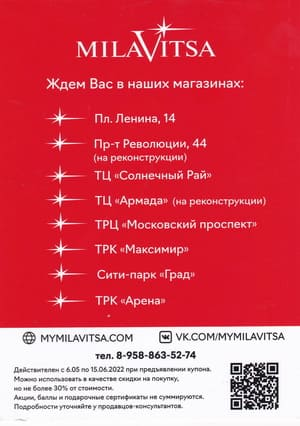 MILAVITSA
Ждем Вас в наших магазинах:
Пл. Ленина, 14
Пр-т Революции, 44
(на реконструкции)
ТЦ «Солнечный Рай»
ТЦ «Армада» (на реконструкции)
ТРЦ «Московский проспект»
ТРК «Максимир»
Сити-парк «Град»
ТРК «Арена»
MYMILAVITSA.COM VK.COM/MYMILAVITSA
тел. 8-958-863-52-74
Действителен с 6.05 по 15.06.2022 при предъявлении купона.
Можно использовать в качестве скидки на покупку,
но не более 30% от стоимости.
Акции, баллы и подарочные сертификаты не суммируются.
Подробности уточняйте у продавцов-консультантов.